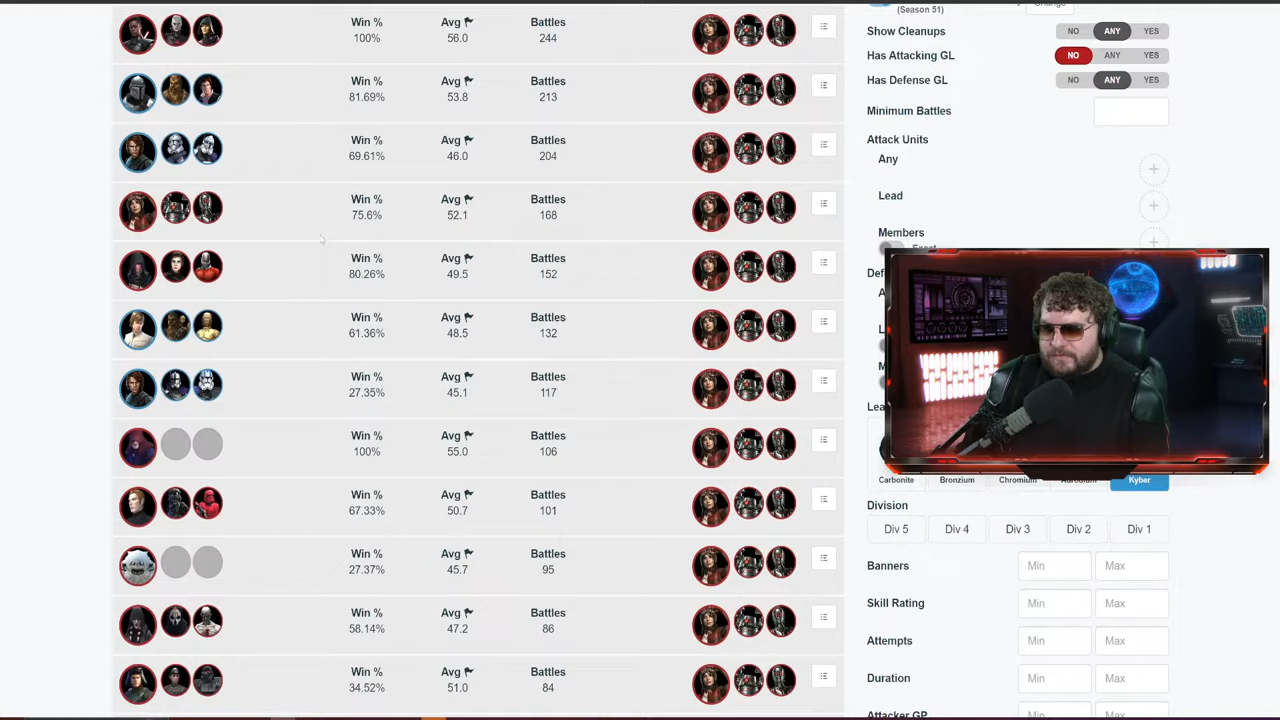 Win % Avg Battles
100% 56.0 244
Win % Avg Battles
81.69% 53.8 213
Win % Avg Battles
69.61% 46.0 204
Win % Avg Battles
75.6% 52.1 168
Win % Avg Battles
80.26% 49.5 152
Win % Avg Battles
61.36% 48.5 132
Win % Avg Battles
27.35% 45.1 117
Win % Avg Battles
100% 55.0 106
Win % Avg Battles
67.33% 50.7 101
Win % Avg Battles
27.37% 45.7 95
Win % Avg Battles
58.14% 47.2 86
Win % Avg Battles
34.52% 51.0 84
(Season 51) Change
Show Cleanups NO ANY YES
Has Attacking GL NO ANY YES
Has Defense GL NO ANY YES
Minimum Battles
Attack Units
Any
Lead
Members
Carbonite Bronzium Chromium Aurodium Kyber
Division
Div 5 Div 4 Div 3 Div 2 Div 1
Banners Min Max
Skill Rating Min Max
Attempts Min Max
Duration Min Max
Attacker GP